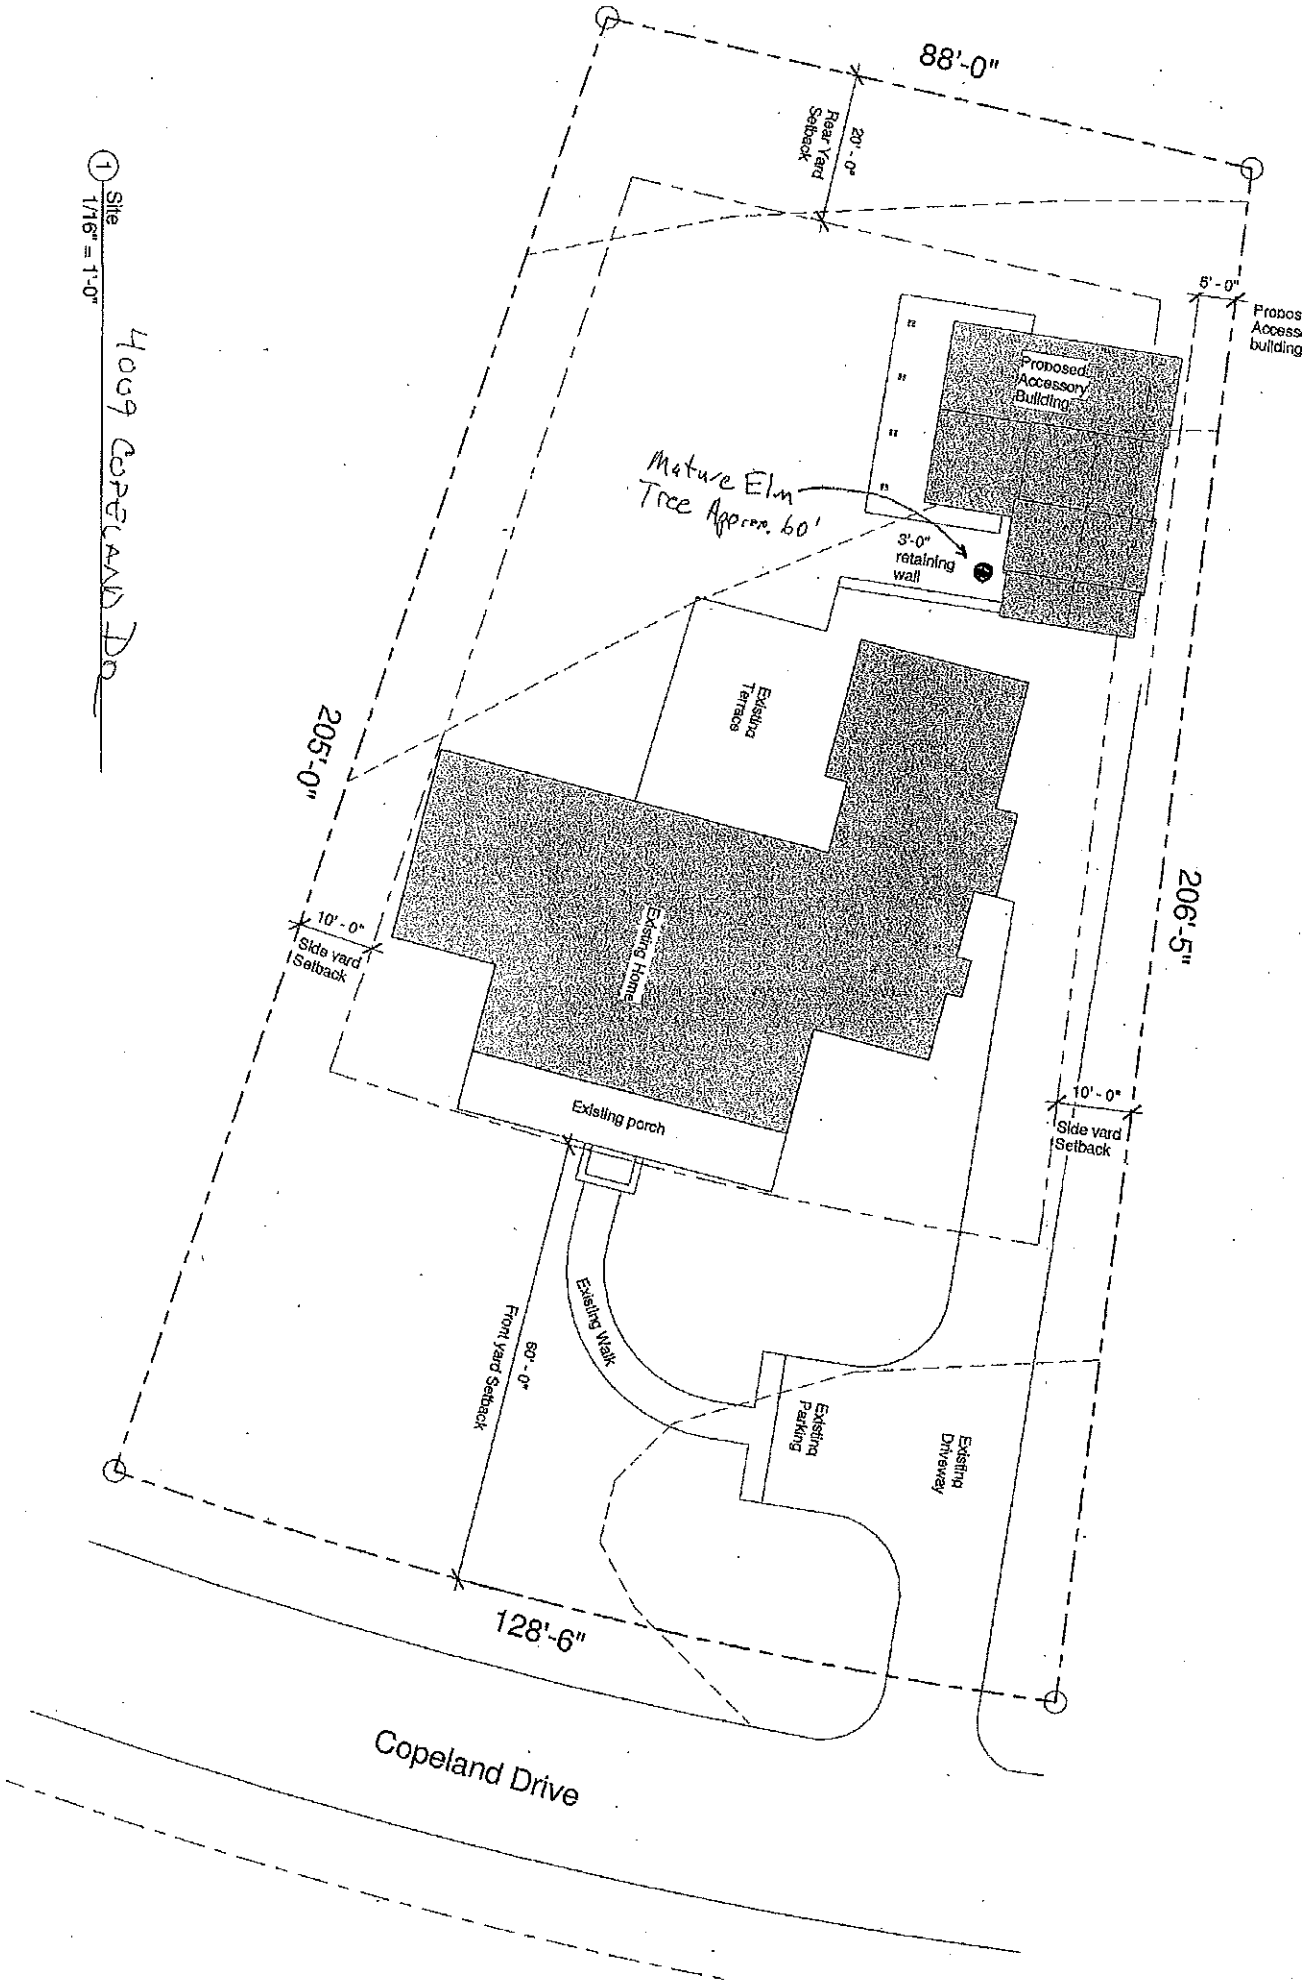 88'-0"
20' - 0"
Rear Yard
Setback
5' - 0"
Propos
Access
building
Proposed
Accessory
Building
1
Site
1/16" = 1'-0"
4009 COPELAND DR
Mature Elm
Tree Approx. 60'
3'-0"
retaining
wall
Existing
Terrace
205'-0"
206'-5"
Existing Home
10' - 0"
Side yard
Setback
10' - 0"
Side yard
Setback
Existing porch
Existing Walk
60' - 0"
Front yard Setback
Existing
Parking
Existing
Driveway
128'-6"
Copeland Drive